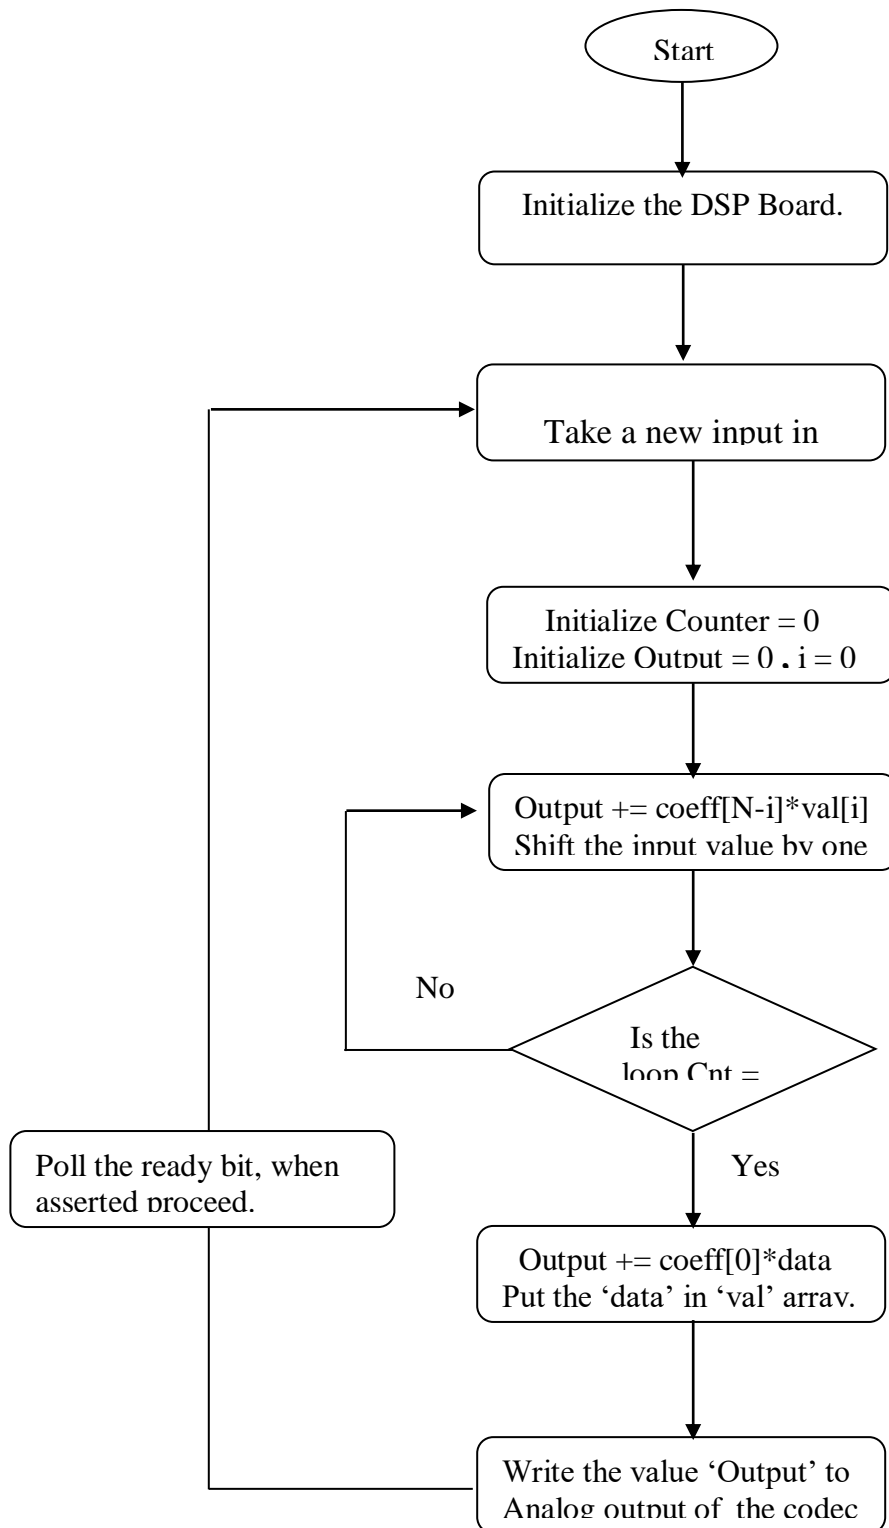 Start
Initialize the DSP Board.
Take a new input in
Initialize Counter = 0
Initialize Output = 0 , i = 0
Output += coeff[N-i]*val[i]
Shift the input value by one
No
Is the
loop Cnt =
Poll the ready bit, when
asserted proceed.
Yes
Output += coeff[0]*data
Put the ‘data’ in ‘val’ array.
Write the value ‘Output’ to
Analog output of the codec